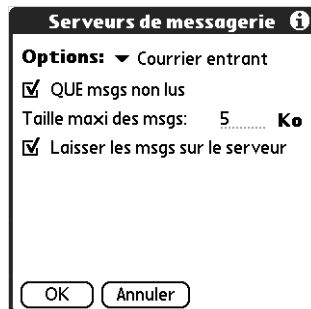 Serveurs de messagerie i
Options: Courrier entrant
QUE msgs non lus
Taille maxi des msgs: 5 Ko
Laisser les msgs sur le serveur
OK Annuler